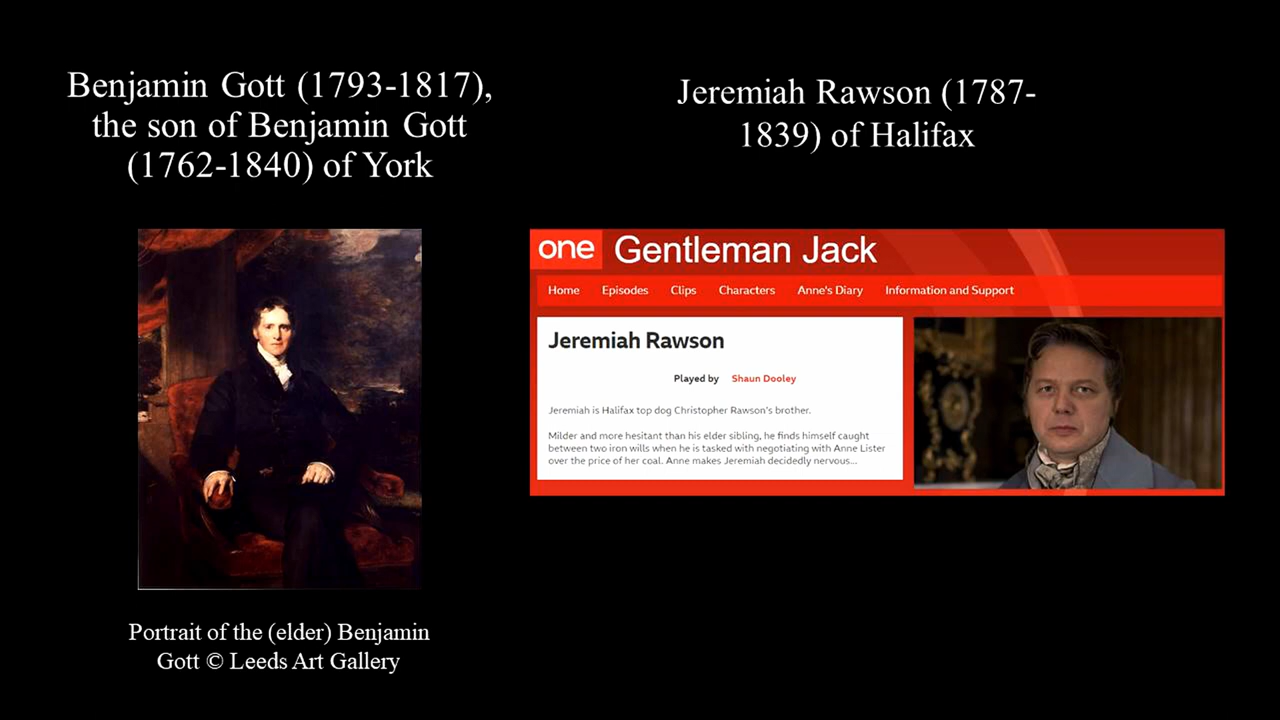 Benjamin Gott (1793-1817),
the son of Benjamin Gott
(1762-1840) of York
Jeremiah Rawson (1787-
1839) of Halifax
one Gentleman Jack
Home Episodes Clips Characters Anne's Diary Information and Support
Jeremiah Rawson
Played by Shaun Dooley
Jeremiah is Halifax top dog Christopher Rawson's brother.
Milder and more hesitant than his elder sibling, he finds himself caught
between two iron wills when he is tasked with negotiating with Anne Lister
over the price of her coal. Anne makes Jeremiah decidedly nervous...
Portrait of the (elder) Benjamin
Gott © Leeds Art Gallery